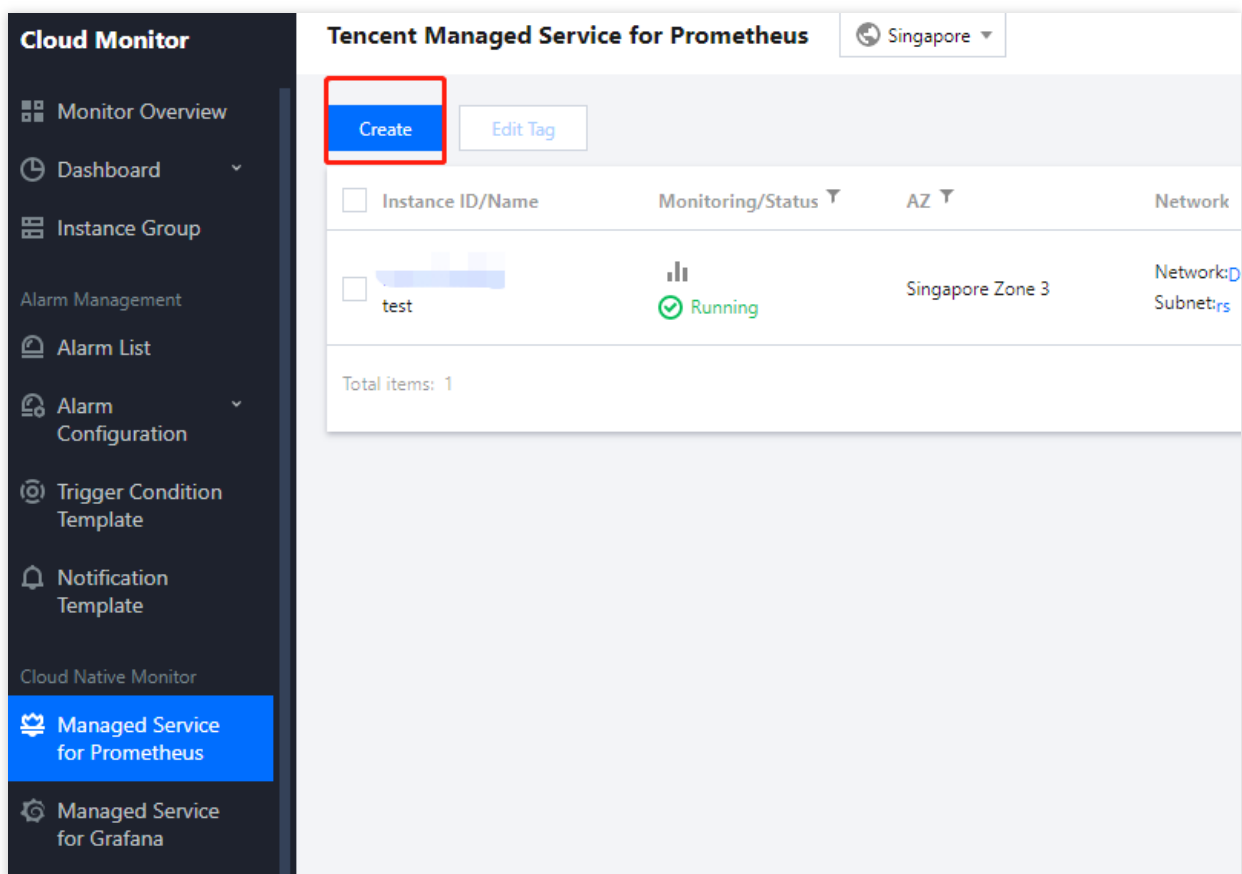 Cloud Monitor
Monitor Overview
Dashboard
Instance Group
Alarm Management
Alarm List
Alarm
Configuration
Trigger Condition
Template
Notification
Template
Cloud Native Monitor
Managed Service
for Prometheus
Managed Service
for Grafana
Tencent Managed Service for Prometheus
Singapore
Create
Edit Tag
Instance ID/Name
Monitoring/Status
AZ
Network
test
Running
Singapore Zone 3
Network:D
Subnet:rs
Total items: 1